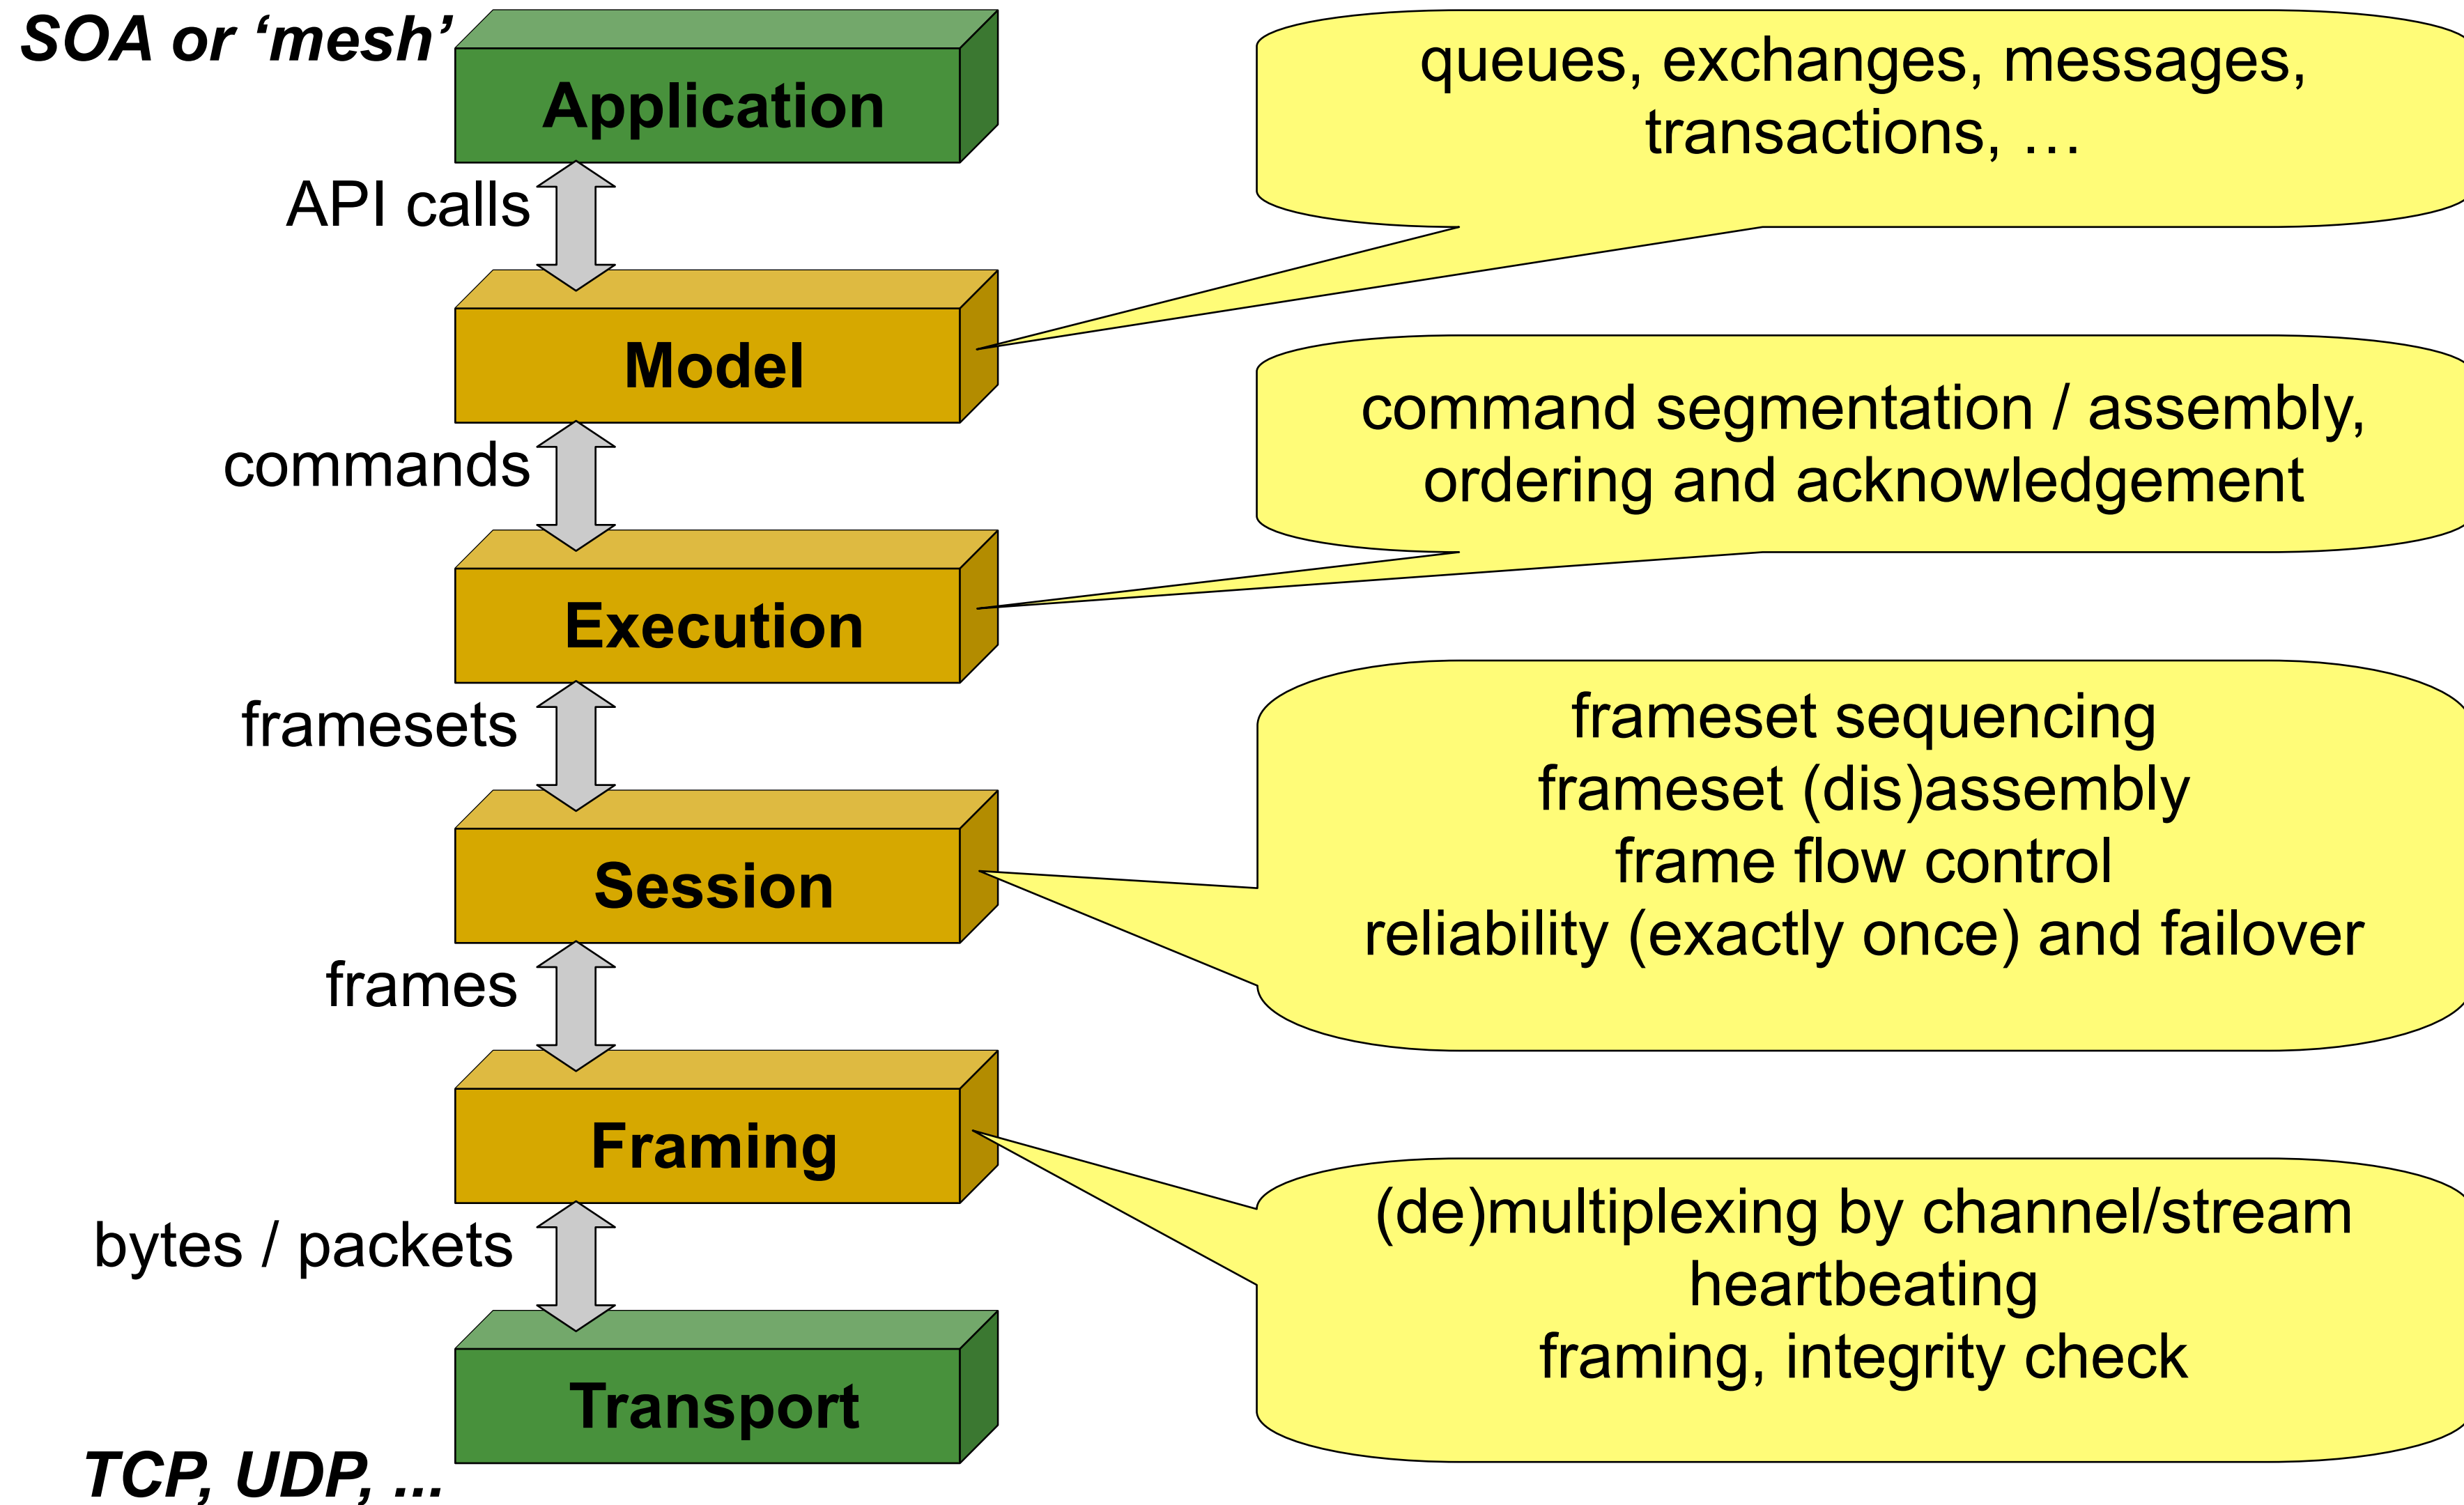 SOA or ‘mesh’
Application
API calls
Model
commands
Execution
framesets
Session
frames
Framing
bytes / packets
Transport
TCP, UDP, ...
queues, exchanges, messages,
transactions, …
command segmentation / assembly,
ordering and acknowledgement
frameset sequencing
frameset (dis)assembly
frame flow control
reliability (exactly once) and failover
(de)multiplexing by channel/stream
heartbeating
framing, integrity check